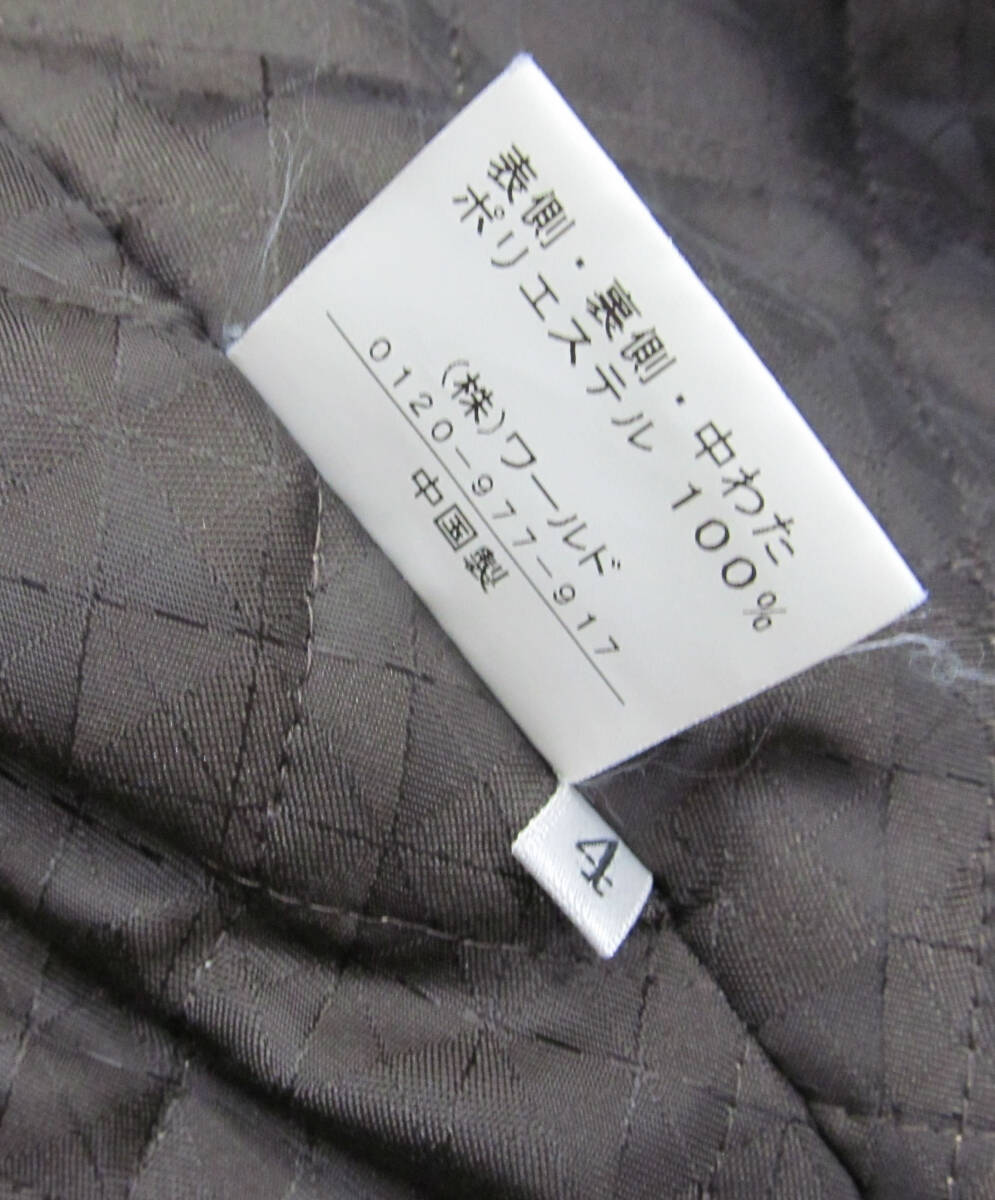 表側・裏側・中わた
ポリエステル 100%
(株)ワールド
0120-977-917
中国製
4